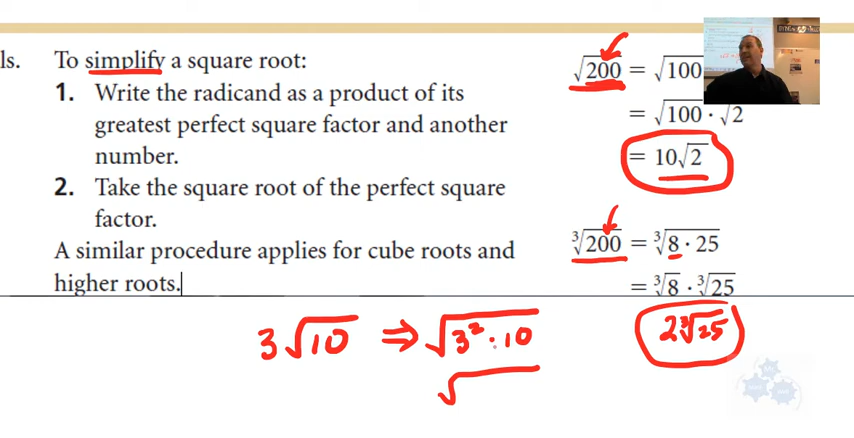 ls.
To simplify a square root:
1. Write the radicand as a product of its
greatest perfect square factor and another
number.
2. Take the square root of the perfect square
factor.
A similar procedure applies for cube roots and
higher roots.
√200 = √100
= √100 · √2
= 10√2
∛200 = ∛8 · 25
= ∛8 · ∛25
2∛25
3√10 ⇒ √3² · 10
√